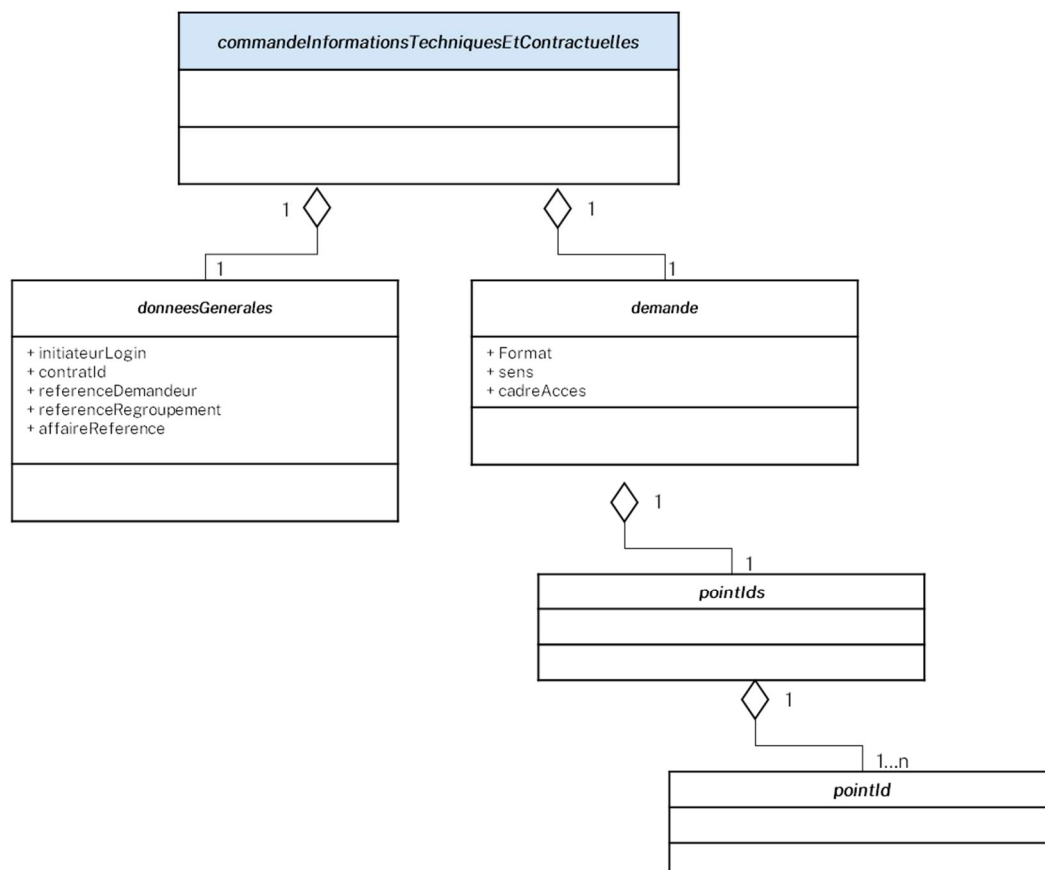 commandeInformationsTechniquesEtContractuelles
1
1
1
1
donneesGenerales
+ initiateurLogin
+ contratId
+ referenceDemandeur
+ referenceRegroupement
+ affaireReference
demande
+ Format
+ sens
+ cadreAcces
1
1
pointIds
1
1...n
pointId